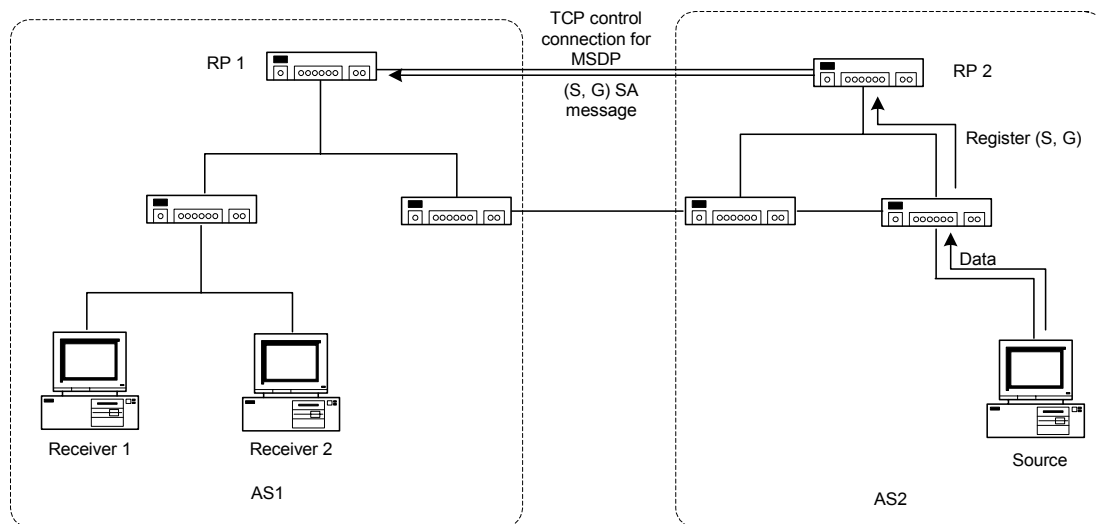 TCP control
connection for
MSDP
RP 1
RP 2
(S, G) SA
message
Register (S, G)
Data
Receiver 1
Receiver 2
Source
AS1
AS2